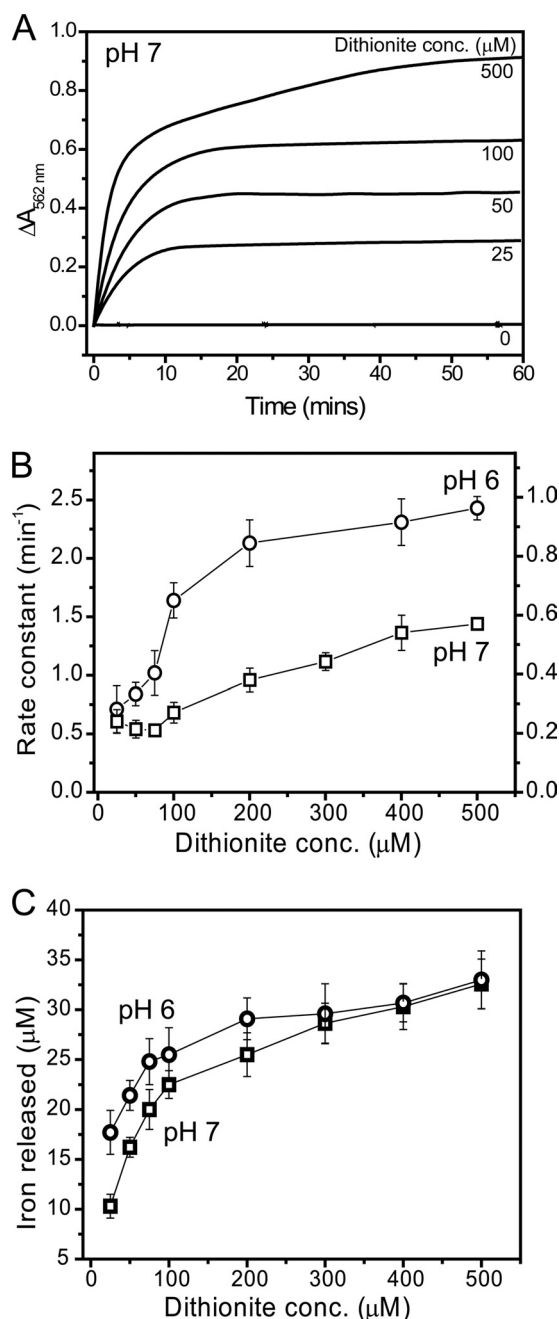 A
pH 7
Dithionite conc. (μM)
500
100
50
25
0
ΔA562 nm
1.0
0.8
0.6
0.4
0.2
0.0
0 10 20 30 40 50 60
Time (mins)
B
pH 6
pH 7
Rate constant (min-1)
2.5
2.0
1.5
1.0
0.5
0.0
1.0
0.8
0.6
0.4
0.2
0.0
0 100 200 300 400 500
Dithionite conc. (μM)
C
pH 6
pH 7
Iron released (μM)
40
35
30
25
20
15
10
5
0 100 200 300 400 500
Dithionite conc. (μM)